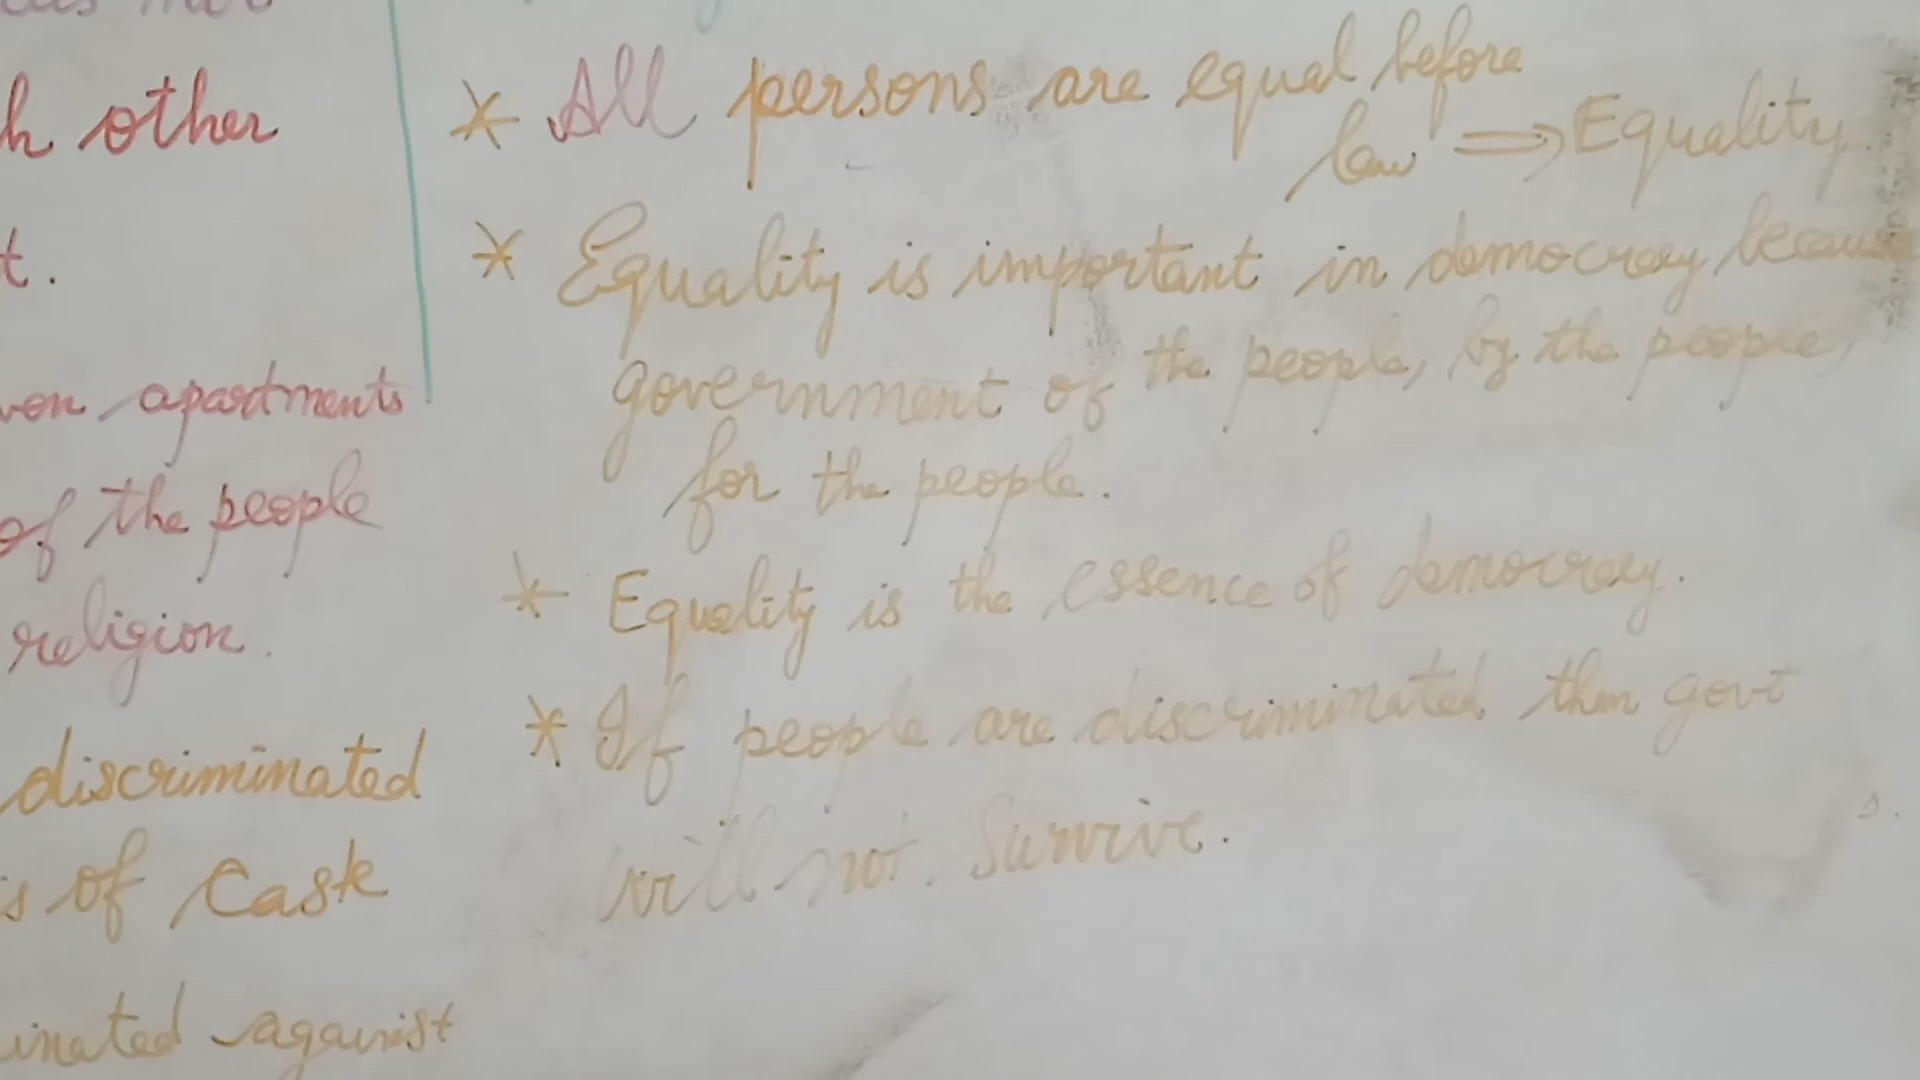 h other
t.
apartments
of the people
religion.
discriminated
s of Cask
inated against
* All persons are equal before
law ⇒ Equality.
* Equality is important in democracy because
government of the people, by the people,
for the people.
* Equality is the essence of democracy.
* If people are discriminated then govt
will not survive.
s.